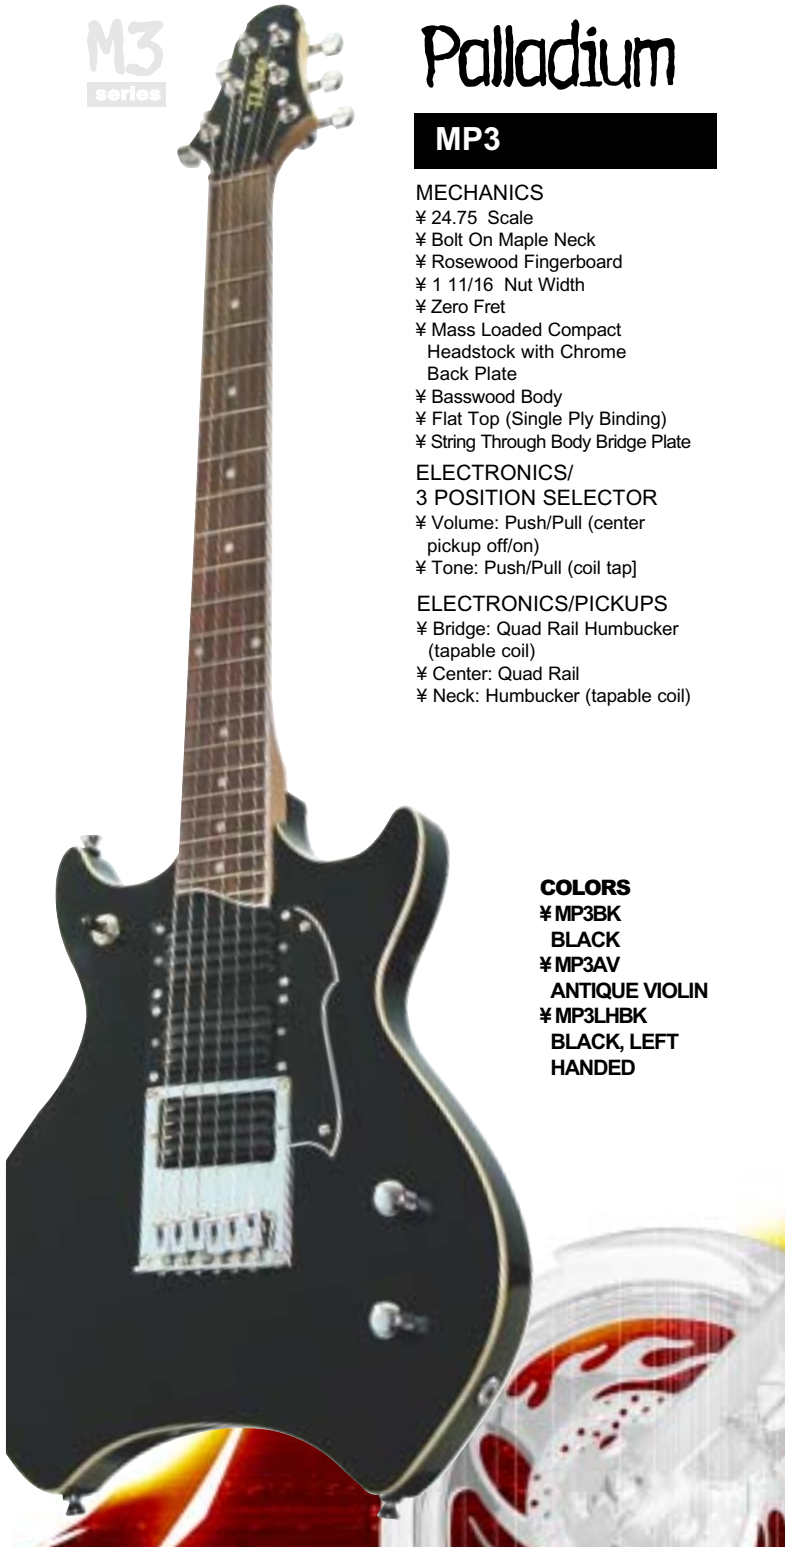 M3
series
Palladium
MP3
MECHANICS
¥ 24.75 Scale
¥ Bolt On Maple Neck
¥ Rosewood Fingerboard
¥ 1 11/16 Nut Width
¥ Zero Fret
¥ Mass Loaded Compact
Headstock with Chrome
Back Plate
¥ Basswood Body
¥ Flat Top (Single Ply Binding)
¥ String Through Body Bridge Plate
ELECTRONICS/
3 POSITION SELECTOR
¥ Volume: Push/Pull (center
pickup off/on)
¥ Tone: Push/Pull (coil tap]
ELECTRONICS/PICKUPS
¥ Bridge: Quad Rail Humbucker
(tapable coil)
¥ Center: Quad Rail
¥ Neck: Humbucker (tapable coil)
COLORS
¥ MP3BK
BLACK
¥ MP3AV
ANTIQUE VIOLIN
¥ MP3LHBK
BLACK, LEFT
HANDED